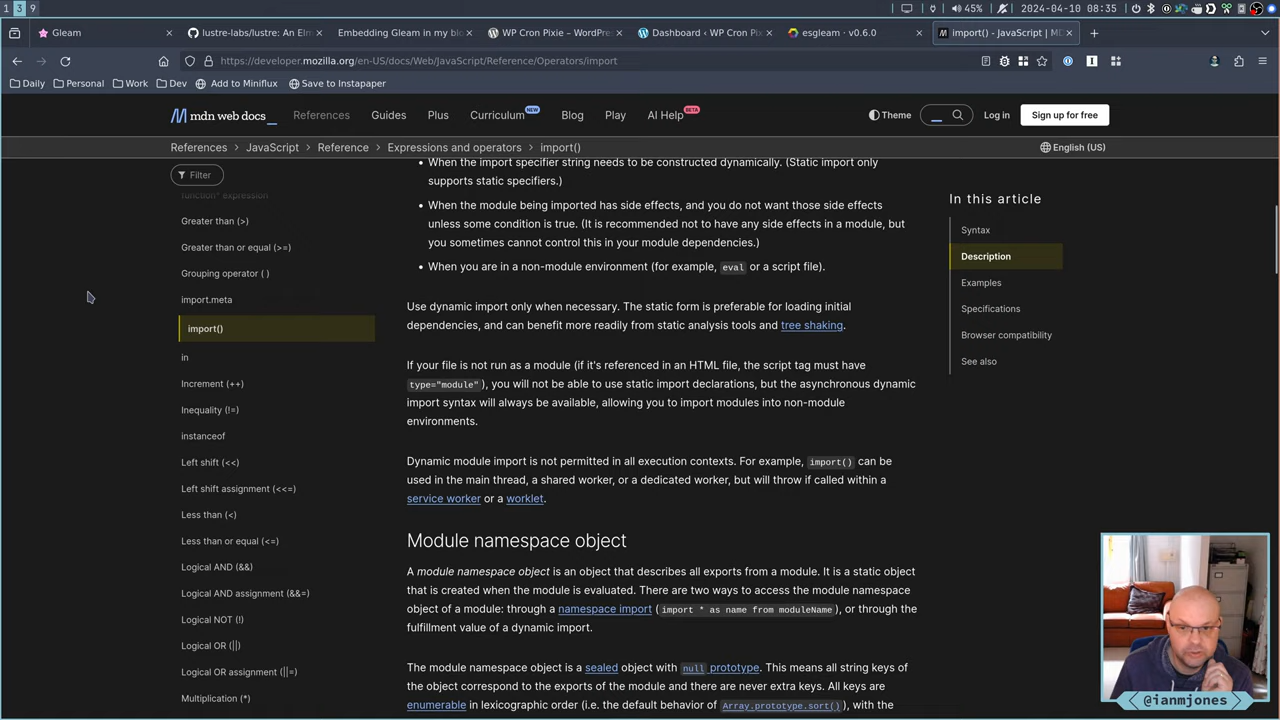 1 3 9
45%
2024-04-10 08:35
Gleam
lustre-labs/lustre: An Elm
Embedding Gleam in my blo
WP Cron Pixie – WordPre
Dashboard ‹ WP Cron Pix
esgleam · v0.6.0
import() - JavaScript | MD
https://developer.mozilla.org/en-US/docs/Web/JavaScript/Reference/Operators/import
Daily
Personal
Work
Dev
Add to Miniflux
Save to Instapaper
mdn web docs
References
Guides
Plus
Curriculum NEW
Blog
Play
AI Help BETA
Theme
Log in
Sign up for free
References
JavaScript
Reference
Expressions and operators
import()
English (US)
Filter
function* expression
Greater than (>)
Greater than or equal (>=)
Grouping operator ( )
import.meta
import()
in
Increment (++)
Inequality (!=)
instanceof
Left shift (<<)
Left shift assignment (<<=)
Less than (<)
Less than or equal (<=)
Logical AND (&&)
Logical AND assignment (&&=)
Logical NOT (!)
Logical OR (||)
Logical OR assignment (||=)
Multiplication (*)
When the import specifier string needs to be constructed dynamically. (Static import only
supports static specifiers.)
When the module being imported has side effects, and you do not want those side effects
unless some condition is true. (It is recommended not to have any side effects in a module, but
you sometimes cannot control this in your module dependencies.)
When you are in a non-module environment (for example, eval or a script file).
Use dynamic import only when necessary. The static form is preferable for loading initial
dependencies, and can benefit more readily from static analysis tools and tree shaking.
If your file is not run as a module (if it's referenced in an HTML file, the script tag must have
type="module"), you will not be able to use static import declarations, but the asynchronous dynamic
import syntax will always be available, allowing you to import modules into non-module
environments.
Dynamic module import is not permitted in all execution contexts. For example, import() can be
used in the main thread, a shared worker, or a dedicated worker, but will throw if called within a
service worker or a worklet.
Module namespace object
A module namespace object is an object that describes all exports from a module. It is a static object
that is created when the module is evaluated. There are two ways to access the module namespace
object of a module: through a namespace import (import * as name from moduleName), or through the
fulfillment value of a dynamic import.
The module namespace object is a sealed object with null prototype. This means all string keys of
the object correspond to the exports of the module and there are never extra keys. All keys are
enumerable in lexicographic order (i.e. the default behavior of Array.prototype.sort()), with the
In this article
Syntax
Description
Examples
Specifications
Browser compatibility
See also
@ianmjones